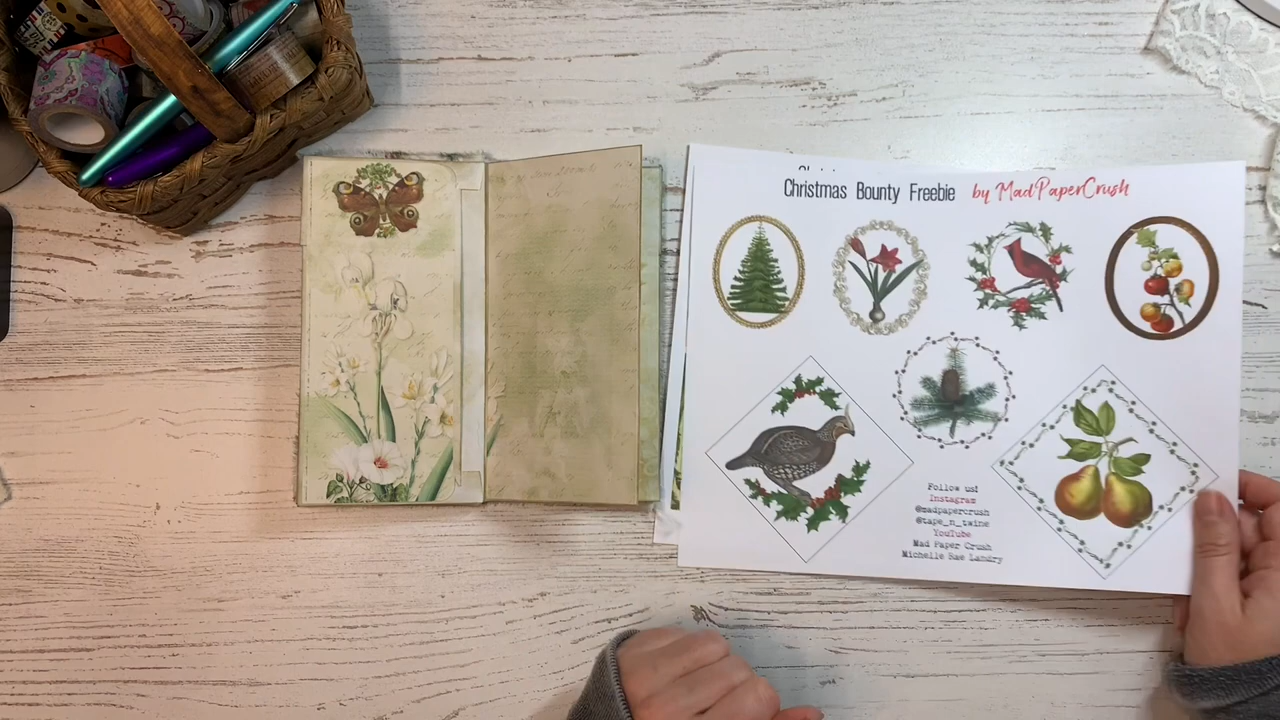 Christmas Bounty Freebie by MadPaperCrush
Follow us!
Instagram
@madpapercrush
@tape_n_twine
YouTube
Mad Paper Crush
Michelle Rae Landry